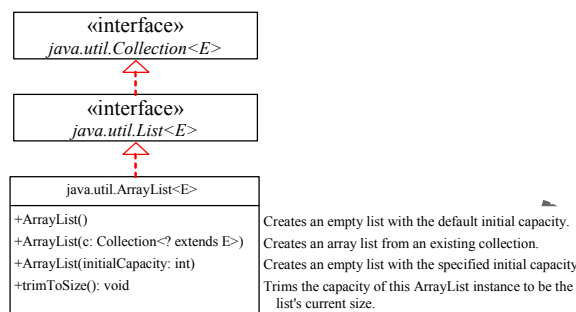 «interface»
java.util.Collection<E>
«interface»
java.util.List<E>
java.util.ArrayList<E>
+ArrayList() Creates an empty list with the default initial capacity.
+ArrayList(c: Collection<? extends E>) Creates an array list from an existing collection.
+ArrayList(initialCapacity: int) Creates an empty list with the specified initial capacity
+trimToSize(): void Trims the capacity of this ArrayList instance to be the
list's current size.